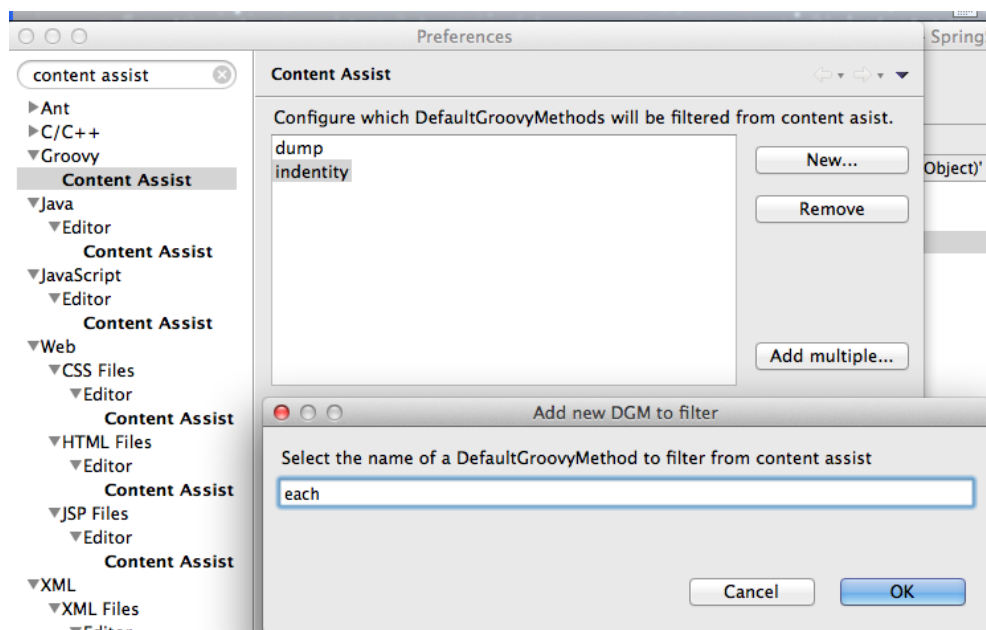 Preferences
Spring
content assist
Content Assist
Ant
C/C++
Groovy
Content Assist
Java
Editor
Content Assist
JavaScript
Editor
Content Assist
Web
CSS Files
Editor
Content Assist
HTML Files
Editor
Content Assist
JSP Files
Editor
Content Assist
XML
XML Files
Editor
Configure which DefaultGroovyMethods will be filtered from content asist.
dump
indentity
New...
Remove
Add multiple...
Object)'
Add new DGM to filter
Select the name of a DefaultGroovyMethod to filter from content assist
each
Cancel
OK